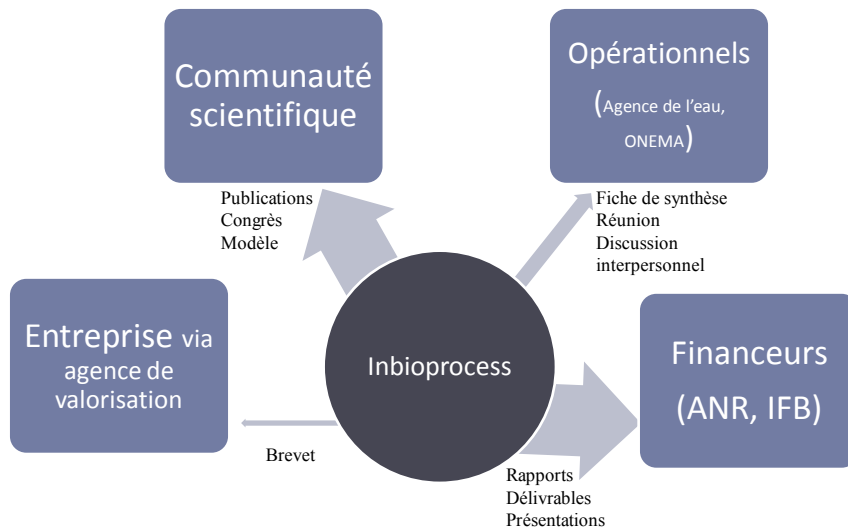 Communauté
scientifique
Opérationnels
(Agence de l'eau,
ONEMA)
Publications
Congrès
Modèle
Fiche de synthèse
Réunion
Discussion
interpersonnel
Entreprise via
agence de
valorisation
Inbioprocess
Financeurs
(ANR, IFB)
Brevet
Rapports
Délivrables
Présentations